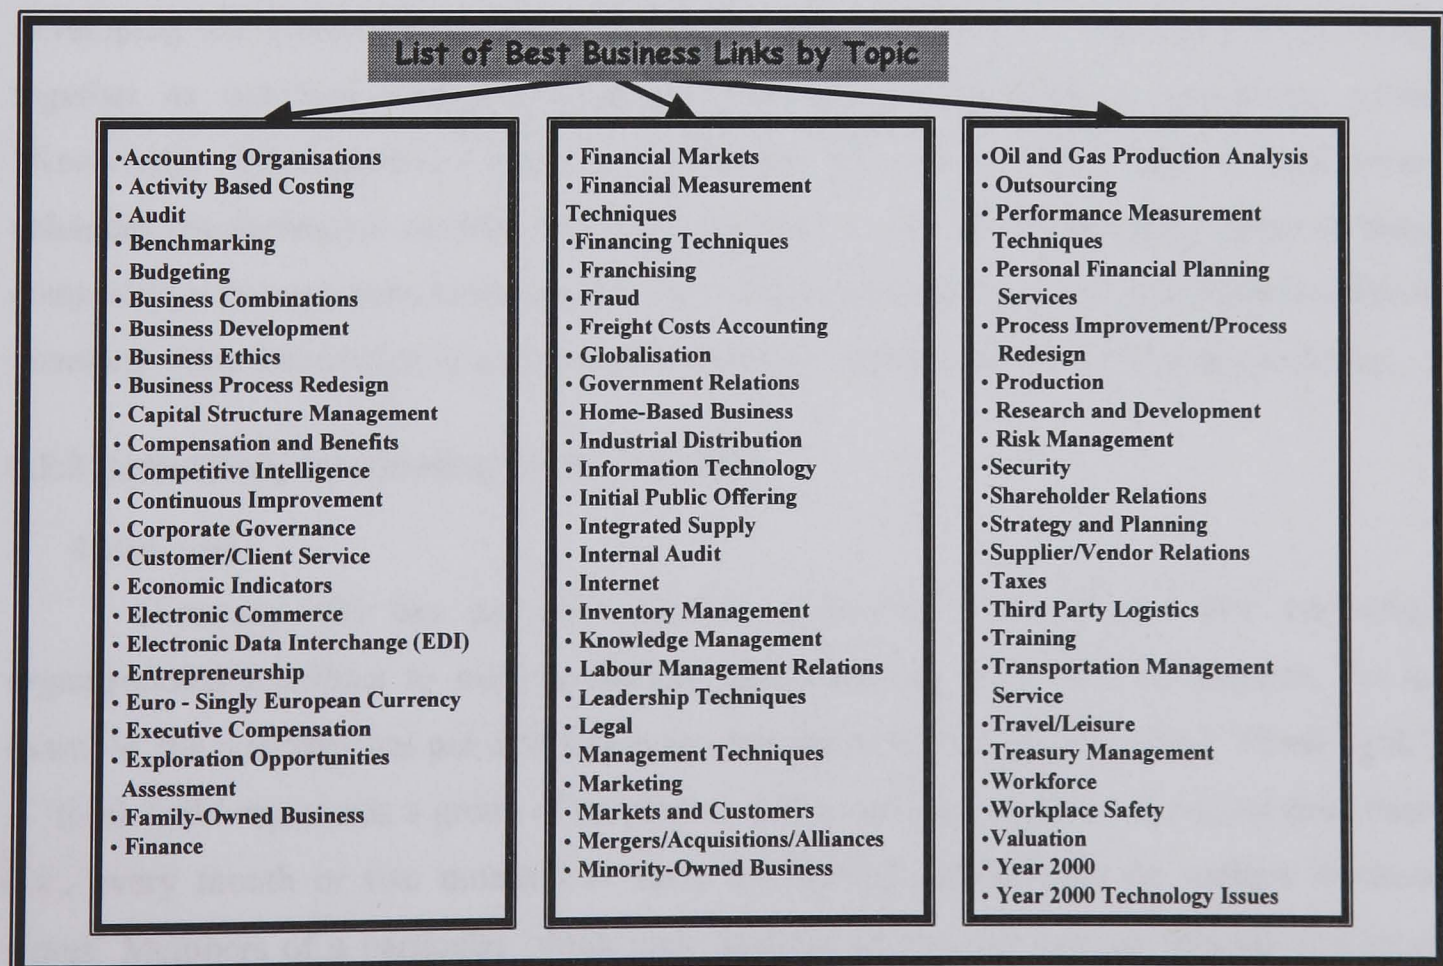 List of Best Business Links by Topic
•Accounting Organisations
• Activity Based Costing
• Audit
• Benchmarking
• Budgeting
• Business Combinations
• Business Development
• Business Ethics
• Business Process Redesign
• Capital Structure Management
• Compensation and Benefits
• Competitive Intelligence
• Continuous Improvement
• Corporate Governance
• Customer/Client Service
• Economic Indicators
• Electronic Commerce
• Electronic Data Interchange (EDI)
• Entrepreneurship
• Euro - Singly European Currency
• Executive Compensation
• Exploration Opportunities
Assessment
• Family-Owned Business
• Finance
• Financial Markets
• Financial Measurement
Techniques
•Financing Techniques
• Franchising
• Fraud
• Freight Costs Accounting
• Globalisation
• Government Relations
• Home-Based Business
• Industrial Distribution
• Information Technology
• Initial Public Offering
• Integrated Supply
• Internal Audit
• Internet
• Inventory Management
• Knowledge Management
• Labour Management Relations
• Leadership Techniques
• Legal
• Management Techniques
• Marketing
• Markets and Customers
• Mergers/Acquisitions/Alliances
• Minority-Owned Business
•Oil and Gas Production Analysis
• Outsourcing
• Performance Measurement
Techniques
• Personal Financial Planning
Services
• Process Improvement/Process
Redesign
• Production
• Research and Development
• Risk Management
•Security
•Shareholder Relations
•Strategy and Planning
•Supplier/Vendor Relations
•Taxes
•Third Party Logistics
•Training
•Transportation Management
Service
•Travel/Leisure
•Treasury Management
•Workforce
•Workplace Safety
•Valuation
• Year 2000
• Year 2000 Technology Issues